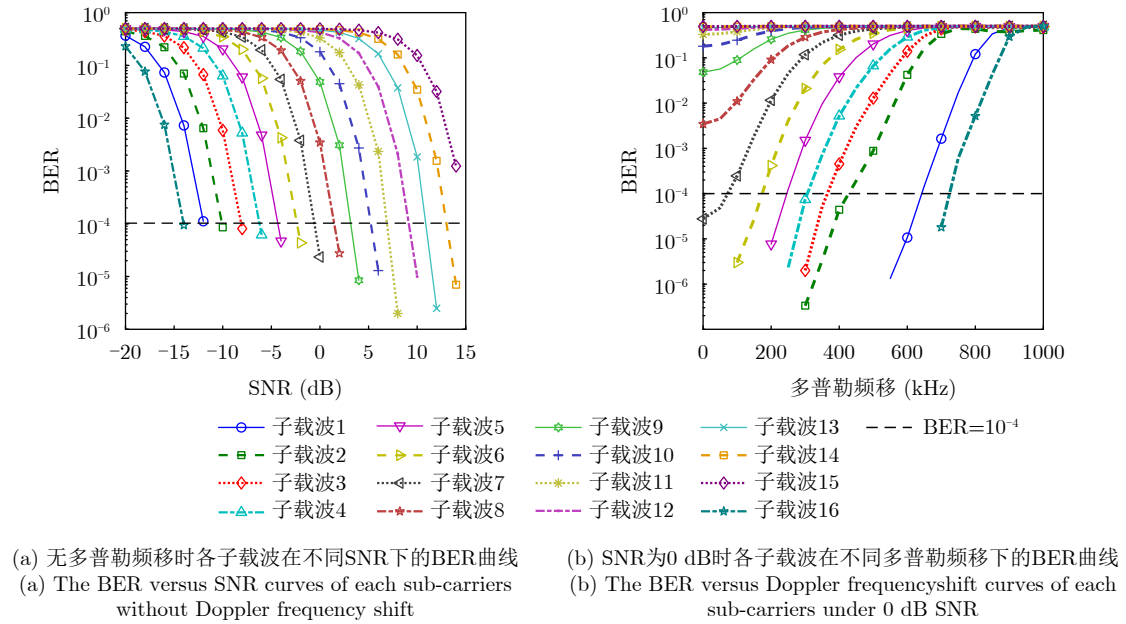 10⁰
10⁻¹
10⁻²
10⁻³
10⁻⁴
10⁻⁵
10⁻⁶
BER
−20 −15 −10 −5 0 5 10 15
SNR (dB)
10⁰
10⁻¹
10⁻²
10⁻³
10⁻⁴
10⁻⁵
10⁻⁶
BER
0 200 400 600 800 1000
多普勒频移 (kHz)
子载波1 子载波5 子载波9 子载波13 BER=10⁻⁴
子载波2 子载波6 子载波10 子载波14
子载波3 子载波7 子载波11 子载波15
子载波4 子载波8 子载波12 子载波16
(a) 无多普勒频移时各子载波在不同SNR下的BER曲线
(a) The BER versus SNR curves of each sub-carriers
without Doppler frequency shift
(b) SNR为0 dB时各子载波在不同多普勒频移下的BER曲线
(b) The BER versus Doppler frequencyshift curves of each
sub-carriers under 0 dB SNR